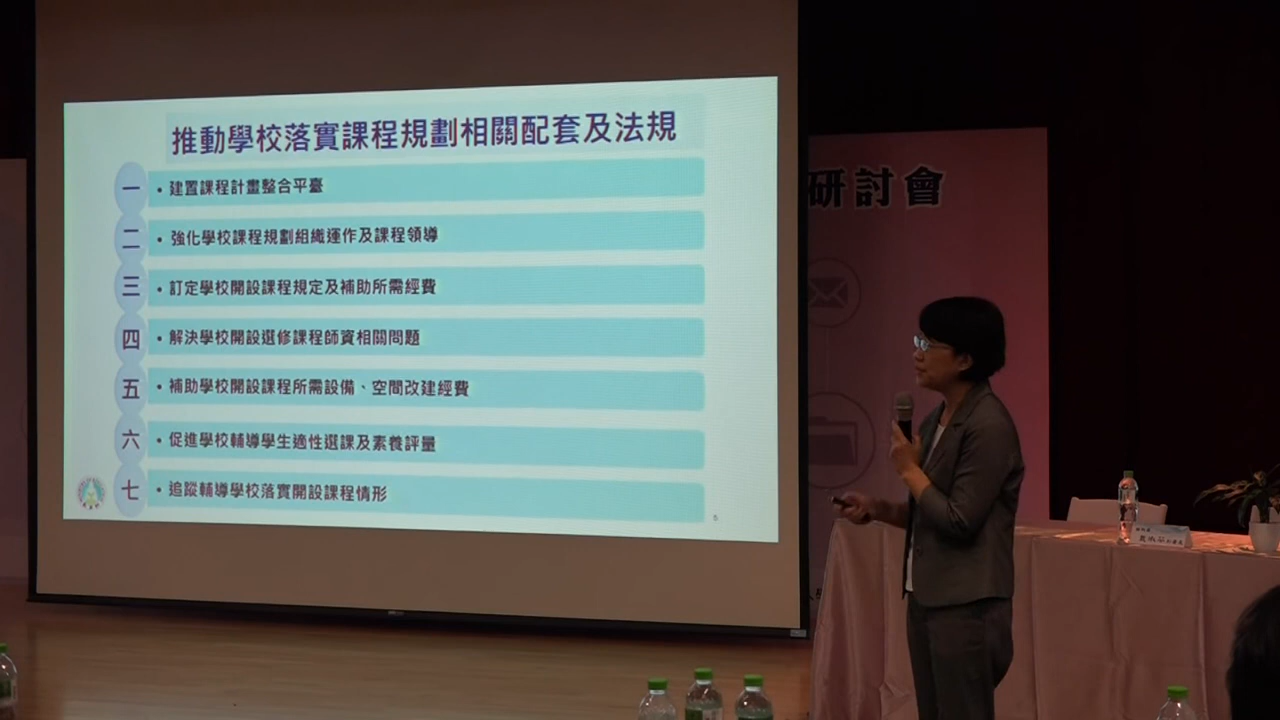 推動學校落實課程規劃相關配套及法規
一 • 建置課程計畫整合平臺
二 • 強化學校課程規劃組織運作及課程領導
三 • 訂定學校開設課程規定及補助所需經費
四 • 解決學校開設選修課程師資相關問題
五 • 補助學校開設課程所需設備、空間改建經費
六 • 促進學校輔導學生適性選課及素養評量
七 • 追蹤輔導學校落實開設課程情形
5
研討會